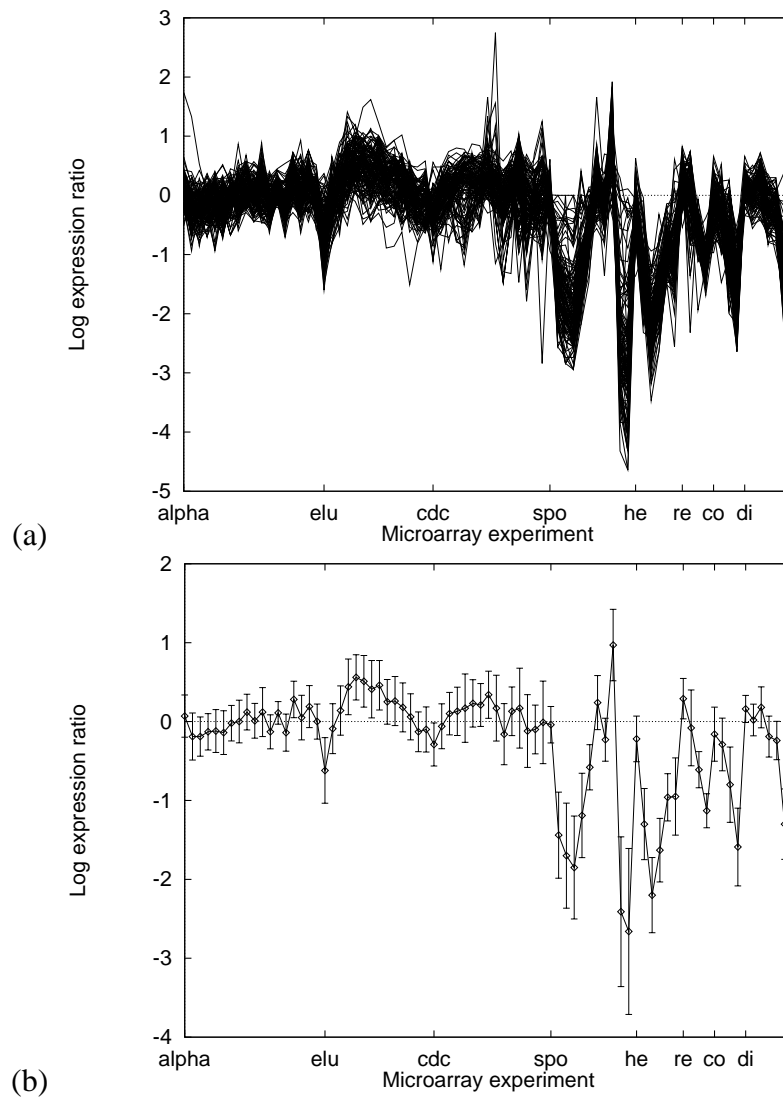 3
2
1
0
-1
-2
-3
-4
-5
Log expression ratio
alpha elu cdc spo he re co di
Microarray experiment
(a)
2
1
0
-1
-2
-3
-4
Log expression ratio
alpha elu cdc spo he re co di
Microarray experiment
(b)